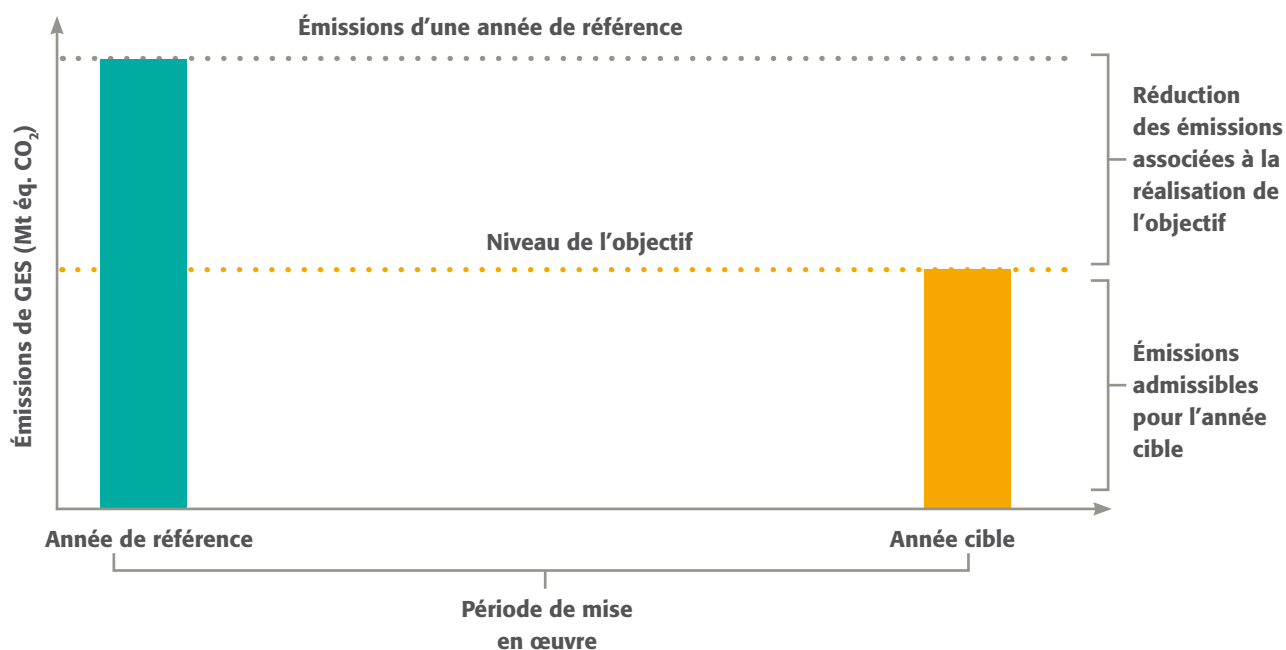 Émissions d'une année de référence
Émissions de GES (Mt éq. CO₂)
Réduction
des émissions
associées à la
réalisation de
l'objectif
Niveau de l'objectif
Émissions
admissibles
pour l'année
cible
Année de référence
Année cible
Période de mise
en œuvre